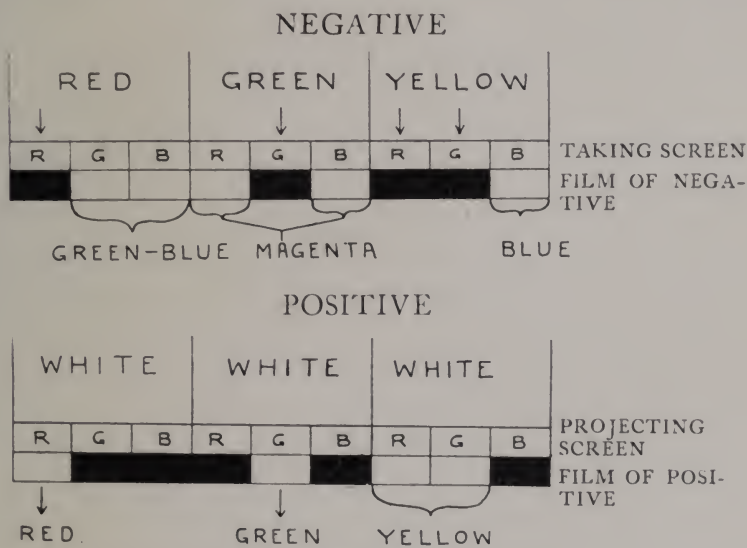 NEGATIVE
RED GREEN YELLOW
R G B R G B R G B TAKING SCREEN
FILM OF NEGA-
TIVE
GREEN-BLUE MAGENTA BLUE
POSITIVE
WHITE WHITE WHITE
R G B R G B R G B PROJECTING
SCREEN
FILM OF POSI-
TIVE
RED. GREEN YELLOW